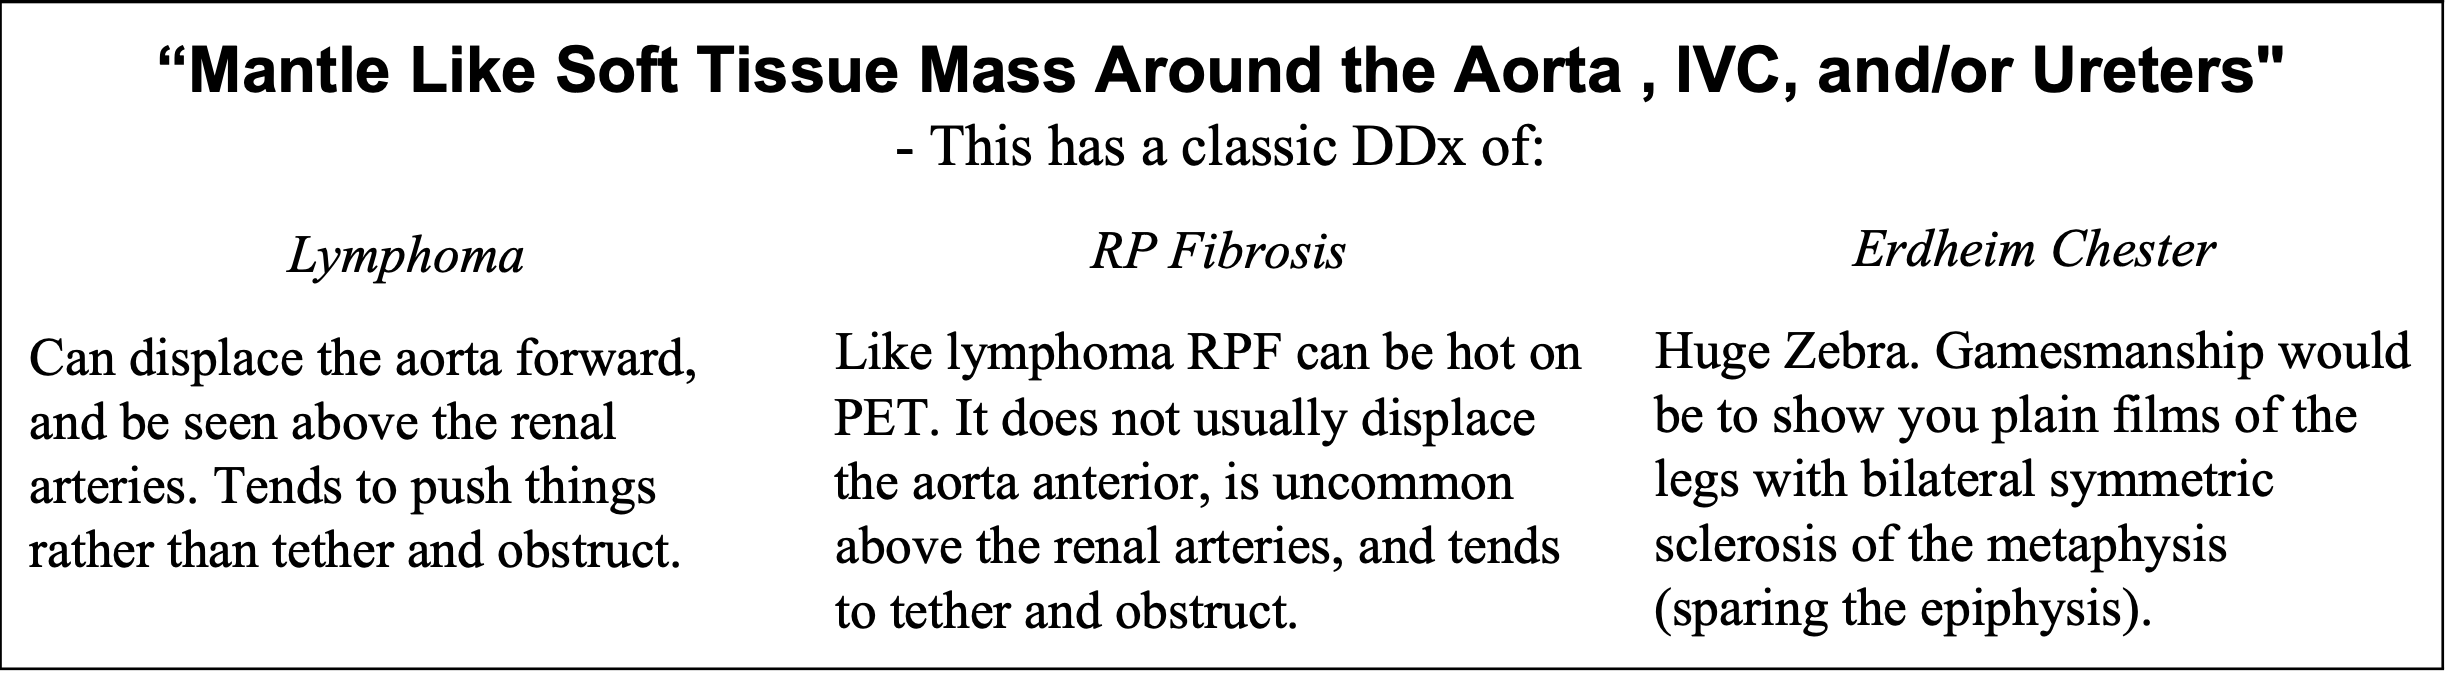 “Mantle Like Soft Tissue Mass Around the Aorta , IVC, and/or Ureters"
- This has a classic DDx of:
Lymphoma
Can displace the aorta forward,
and be seen above the renal
arteries. Tends to push things
rather than tether and obstruct.
RP Fibrosis
Like lymphoma RPF can be hot on
PET. It does not usually displace
the aorta anterior, is uncommon
above the renal arteries, and tends
to tether and obstruct.
Erdheim Chester
Huge Zebra. Gamesmanship would
be to show you plain films of the
legs with bilateral symmetric
sclerosis of the metaphysis
(sparing the epiphysis).